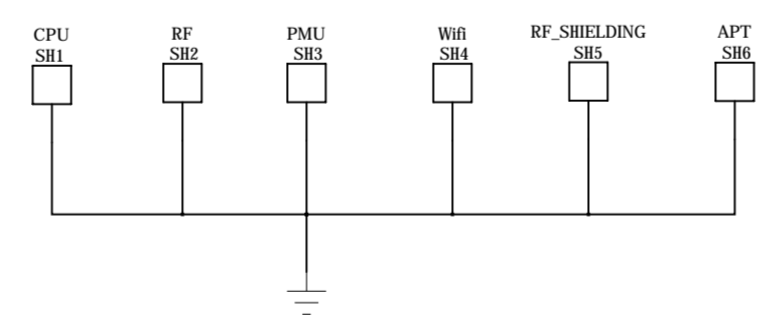 CPU
SH1
RF
SH2
PMU
SH3
Wifi
SH4
RF_SHIELDING
SH5
APT
SH6